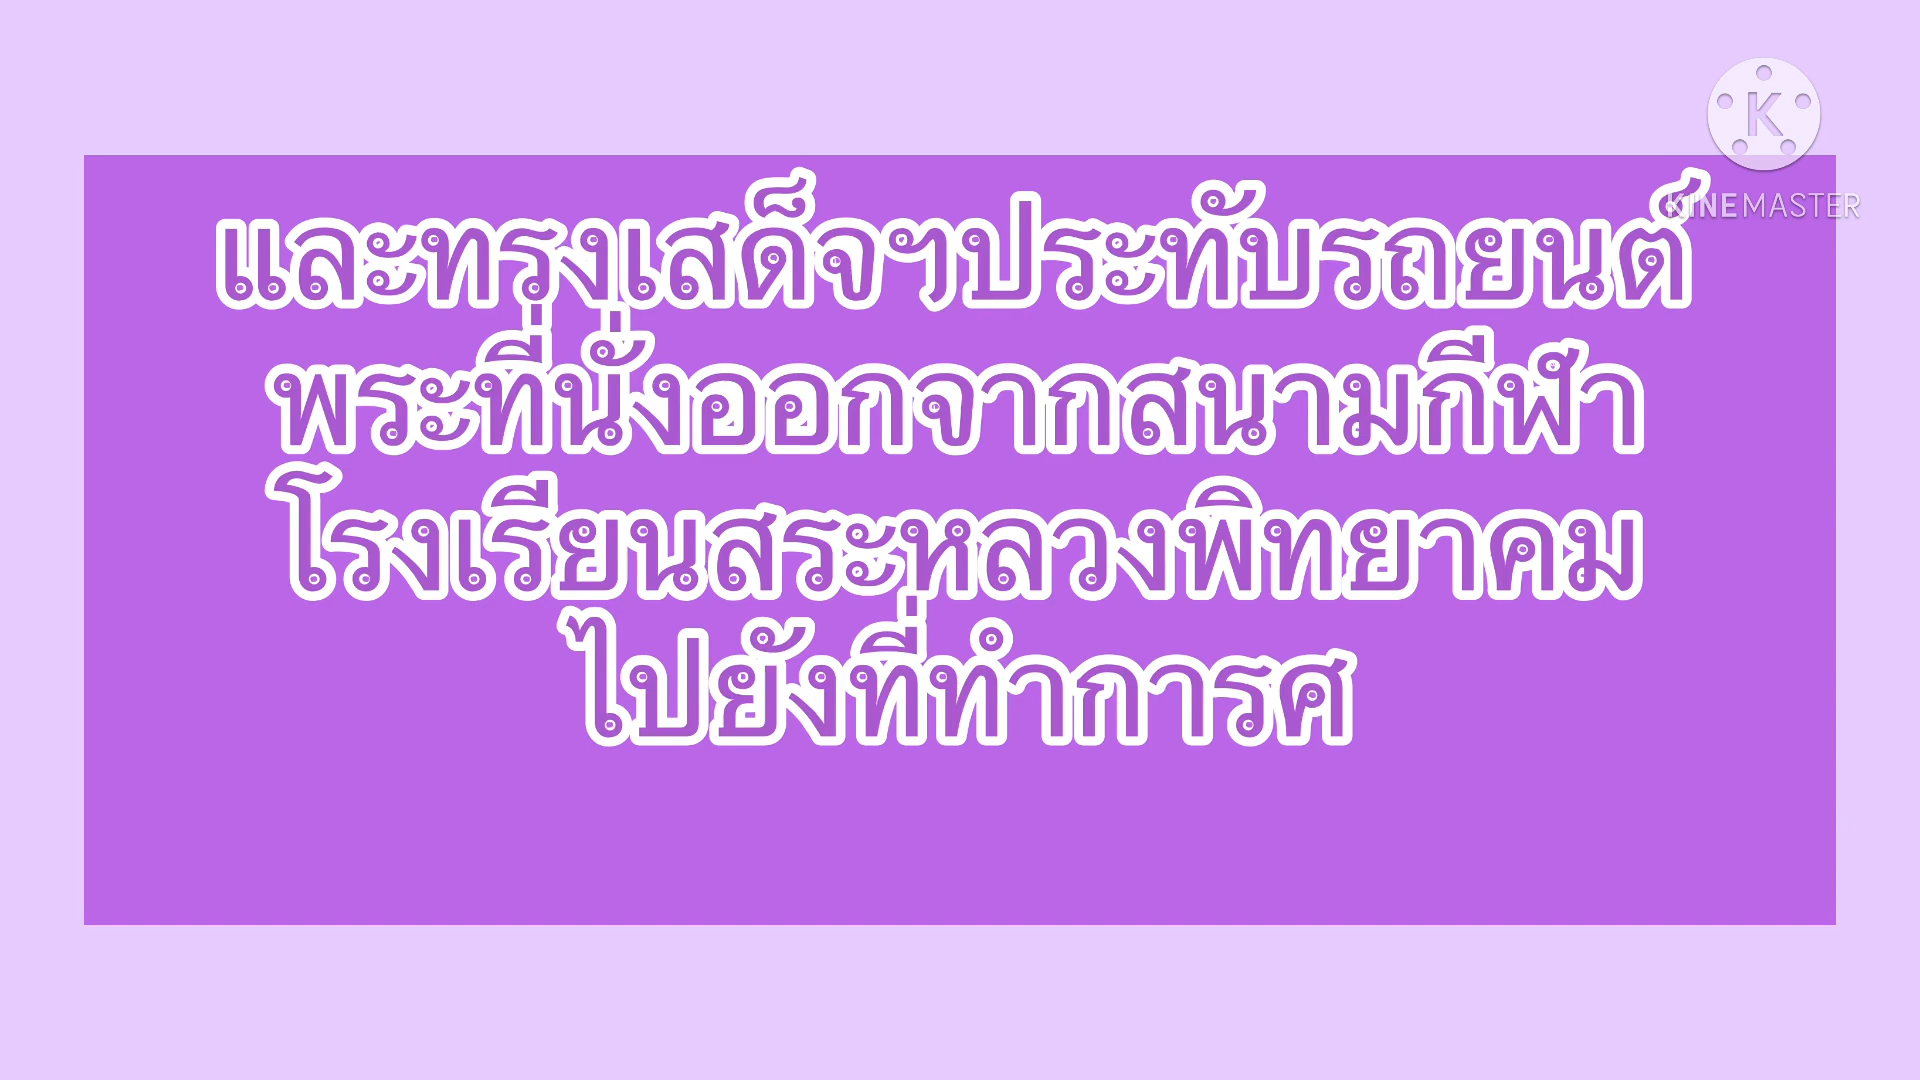 K
KINEMASTER
และทรงเสด็จฯประทับรถยนต์
พระที่นั่งออกจากสนามกีฬา
โรงเรียนสระหลวงพิทยาคม
ไปยังที่ทำการศ